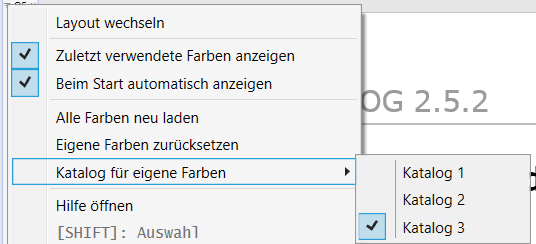 Layout wechseln
Zuletzt verwendete Farben anzeigen
Beim Start automatisch anzeigen
OG 2.5.2
Alle Farben neu laden
Eigene Farben zurücksetzen
Katalog für eigene Farben
Katalog 1
Katalog 2
Katalog 3
Hilfe öffnen
[SHIFT]: Auswahl